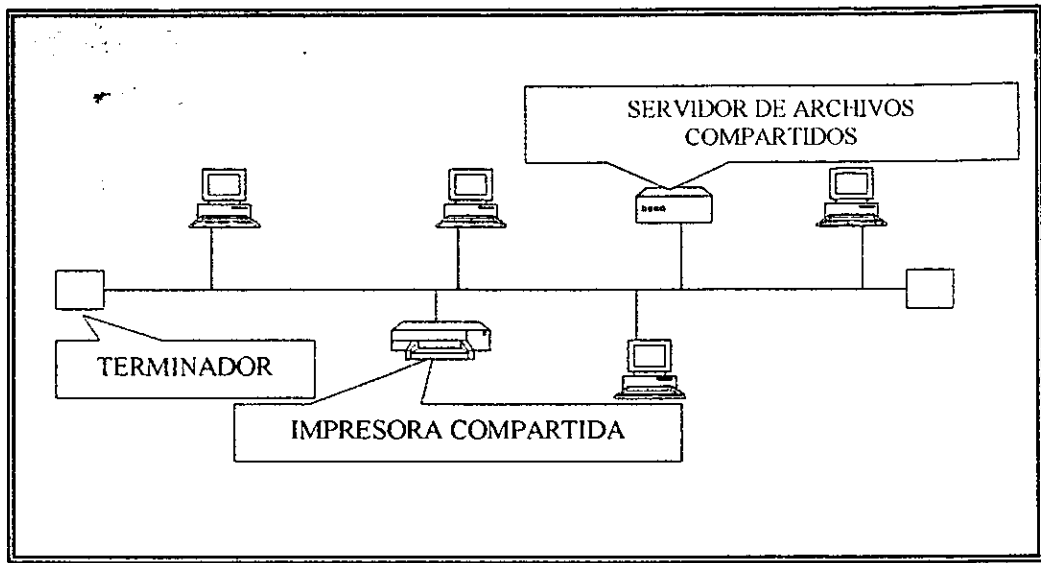 SERVIDOR DE ARCHIVOS
COMPARTIDOS
TERMINADOR
IMPRESORA COMPARTIDA